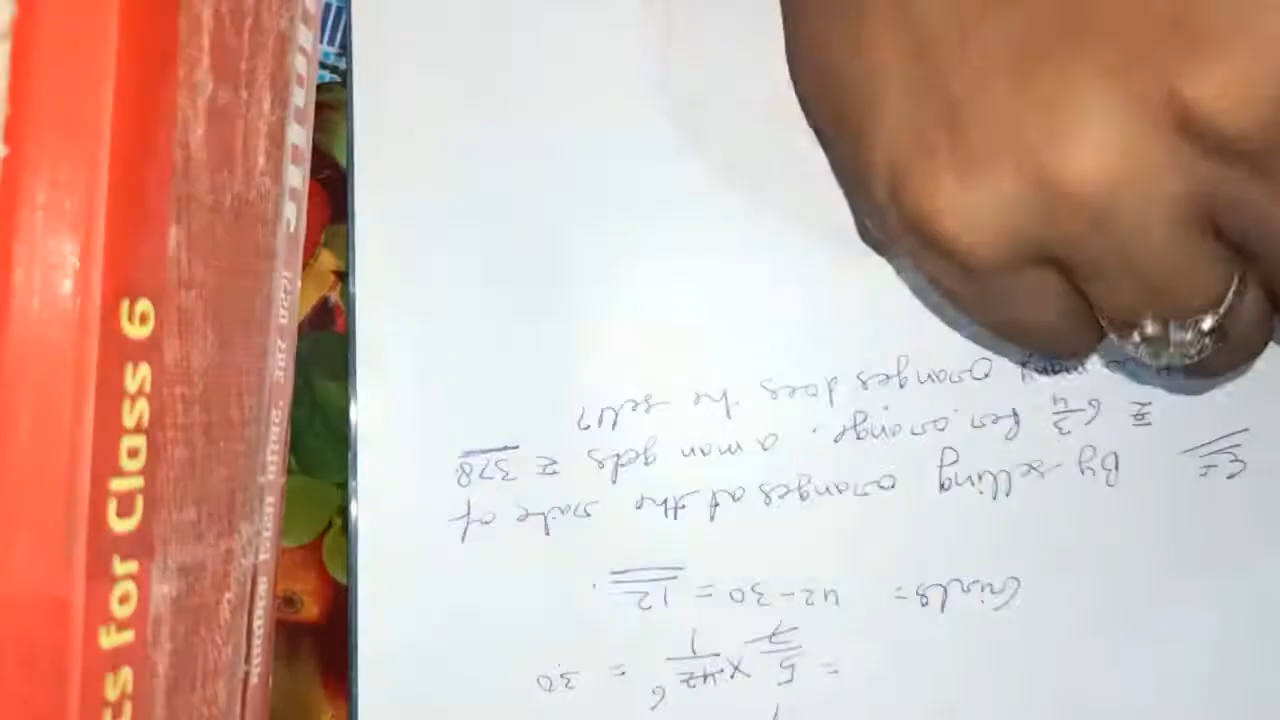 = 5/7 × 42/1 6 = 30
Girls = 42-30 = 12.
By selling oranges at the rate of
₹ 6 3/4 per orange. a man gets ₹ 378
many oranges does he sell?
s for Class 6